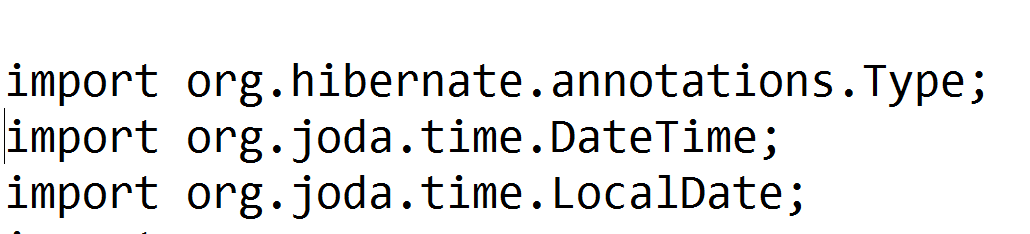 import org.hibernate.annotations.Type;
import org.joda.time.DateTime;
import org.joda.time.LocalDate;